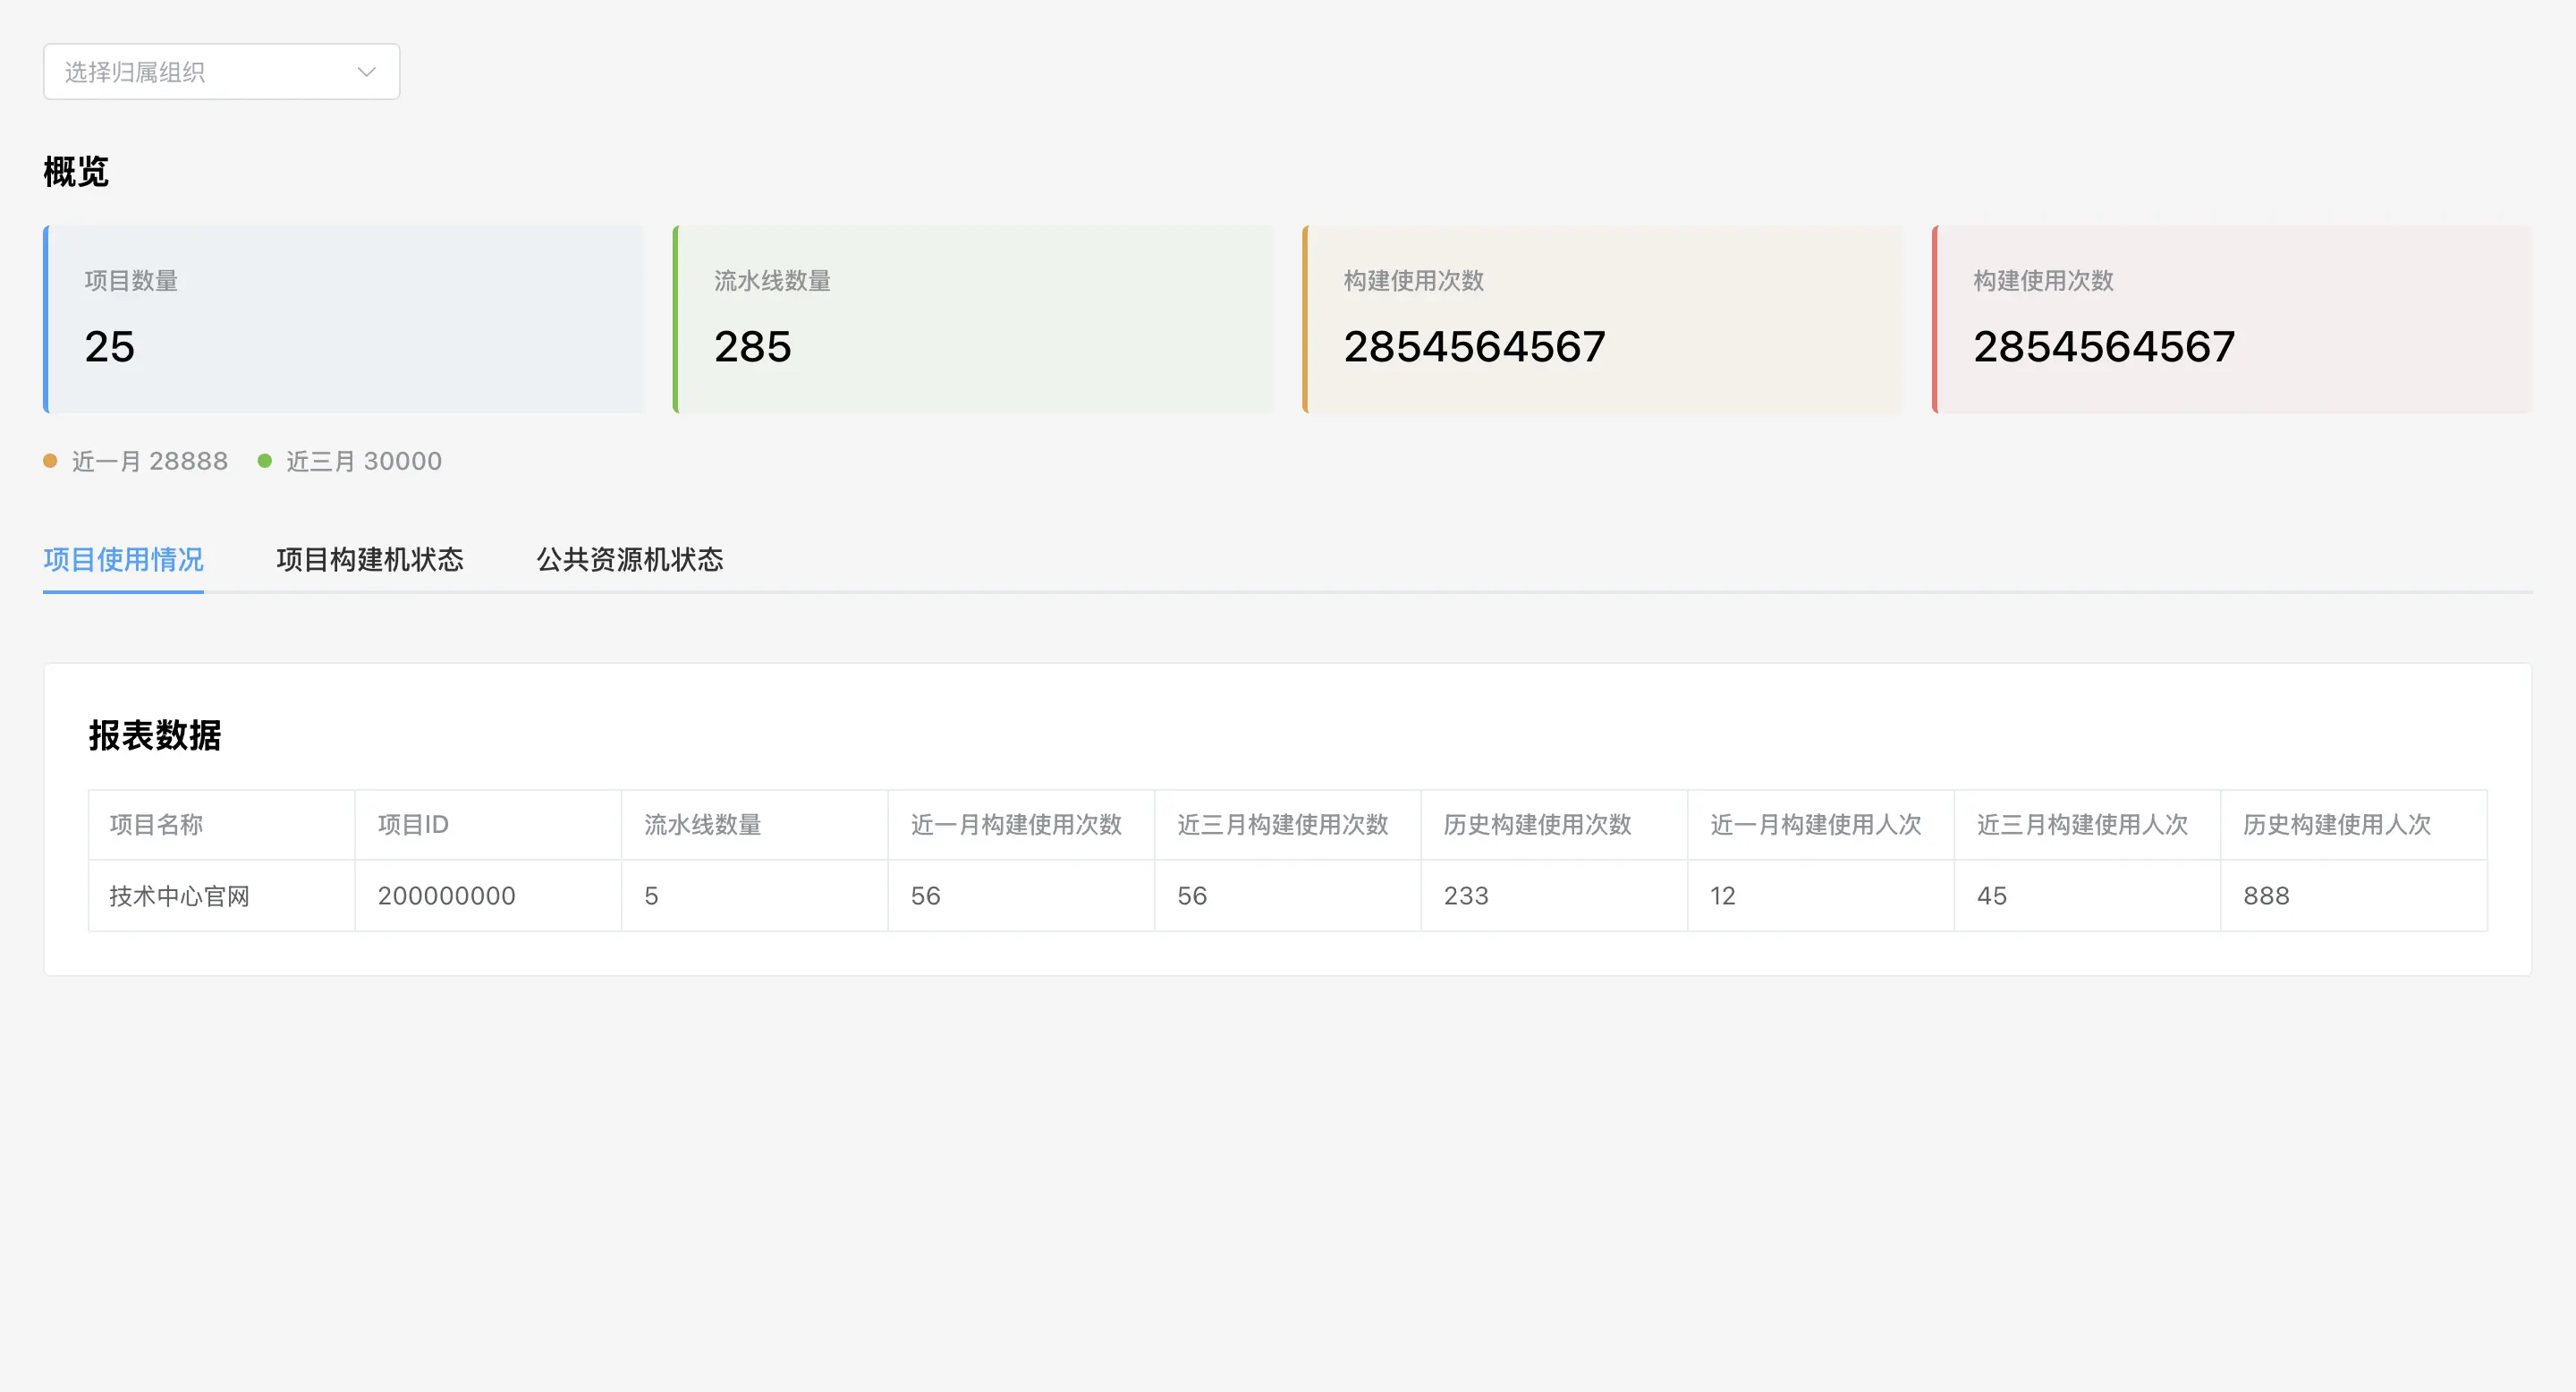 选择归属组织
概览
项目数量
25
流水线数量
285
构建使用次数
2854564567
构建使用次数
2854564567
近一月 28888 近三月 30000
项目使用情况 项目构建机状态 公共资源机状态
报表数据
项目名称 项目ID 流水线数量 近一月构建使用次数 近三月构建使用次数 历史构建使用次数 近一月构建使用人次 近三月构建使用人次 历史构建使用人次
技术中心官网 200000000 5 56 56 233 12 45 888